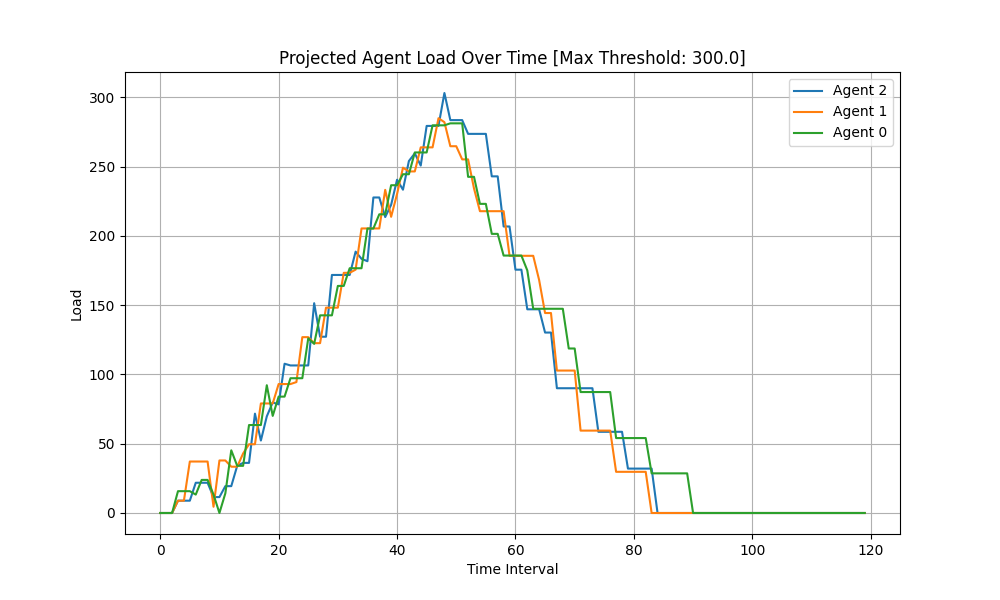 Projected Agent Load Over Time [Max Threshold: 300.0]
Agent 2
Agent 1
Agent 0
300
250
200
150
100
50
0
Load
0 20 40 60 80 100 120
Time Interval